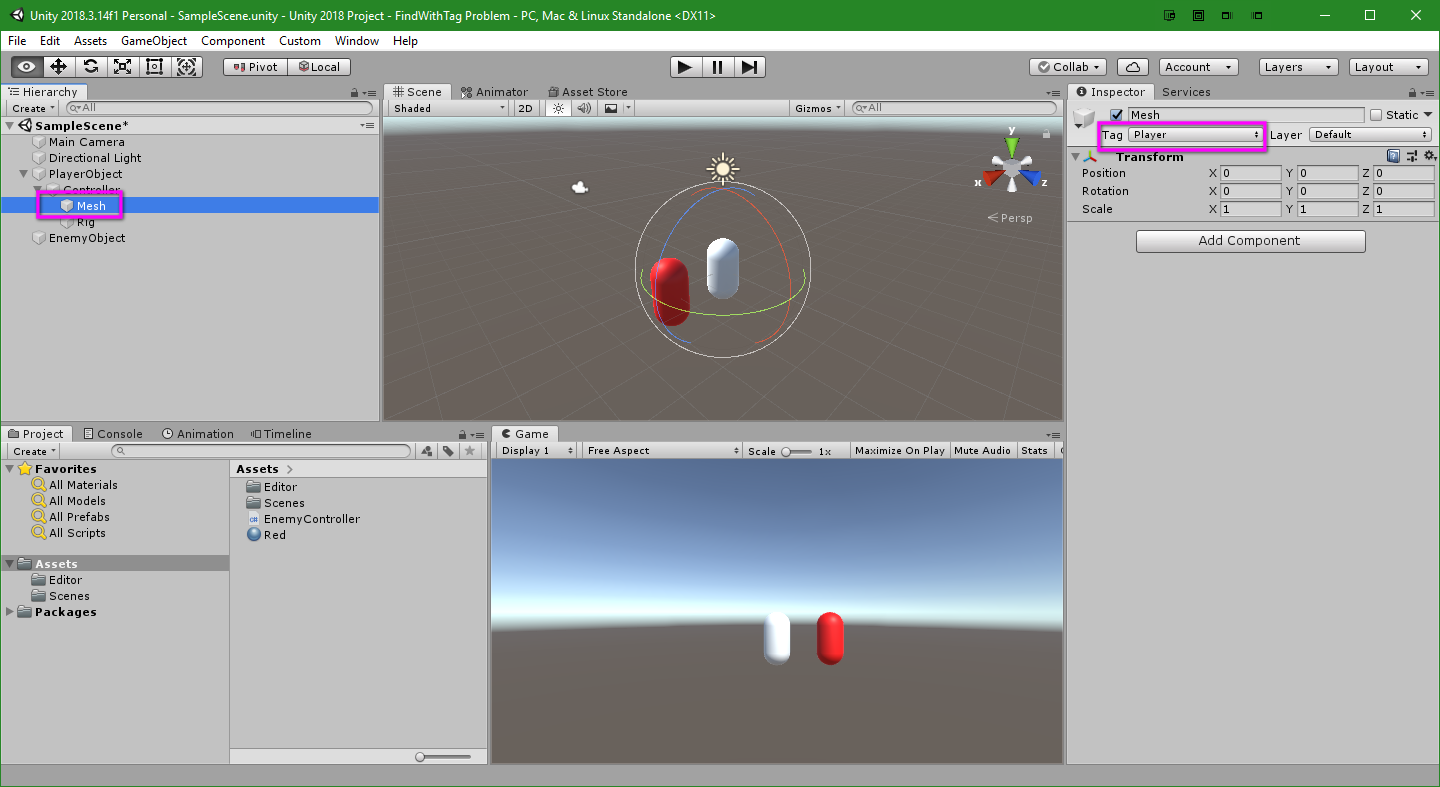 Unity 2018.3.14f1 Personal - SampleScene.unity - Unity 2018 Project - FindWithTag Problem - PC, Mac & Linux Standalone <DX11>
File Edit Assets GameObject Component Custom Window Help
Pivot Local Collab Account Layers Layout
Hierarchy
Create All
SampleScene*
Main Camera
Directional Light
PlayerObject
Controller
Mesh
Rig
EnemyObject
Scene Animator Asset Store
Shaded 2D Gizmos All
y
x z
Persp
Inspector Services
Mesh Static
Tag Player Layer Default
Transform
Position X 0 Y 0 Z 0
Rotation X 0 Y 0 Z 0
Scale X 1 Y 1 Z 1
Add Component
Project Console Animation Timeline
Create
Favorites
All Materials
All Models
All Prefabs
All Scripts
Assets
Editor
Scenes
Packages
Assets
Editor
Scenes
EnemyController
Red
Game
Display 1 Free Aspect Scale 1x Maximize On Play Mute Audio Stats